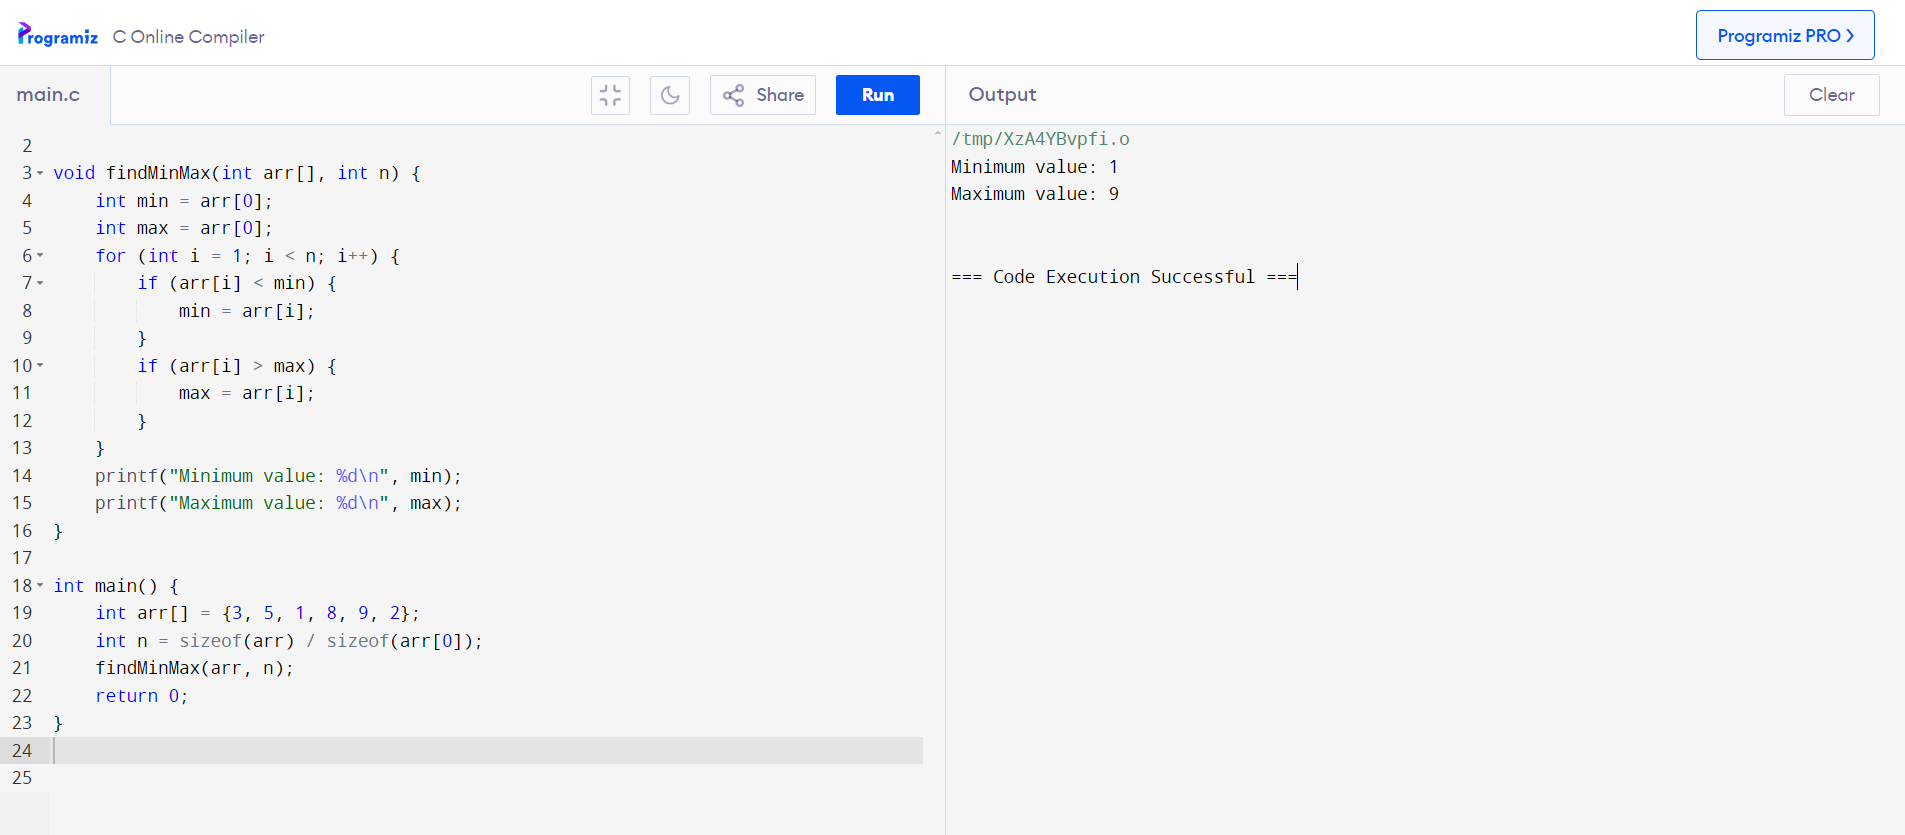 Programiz C Online Compiler
Programiz PRO
main.c
Share
Run
Output
Clear
2
3 void findMinMax(int arr[], int n) {
4     int min = arr[0];
5     int max = arr[0];
6     for (int i = 1; i < n; i++) {
7         if (arr[i] < min) {
8             min = arr[i];
9         }
10         if (arr[i] > max) {
11             max = arr[i];
12         }
13     }
14     printf("Minimum value: %d\n", min);
15     printf("Maximum value: %d\n", max);
16 }
17
18 int main() {
19     int arr[] = {3, 5, 1, 8, 9, 2};
20     int n = sizeof(arr) / sizeof(arr[0]);
21     findMinMax(arr, n);
22     return 0;
23 }
24
25
/tmp/XzA4YBvpfi.o
Minimum value: 1
Maximum value: 9
=== Code Execution Successful ===